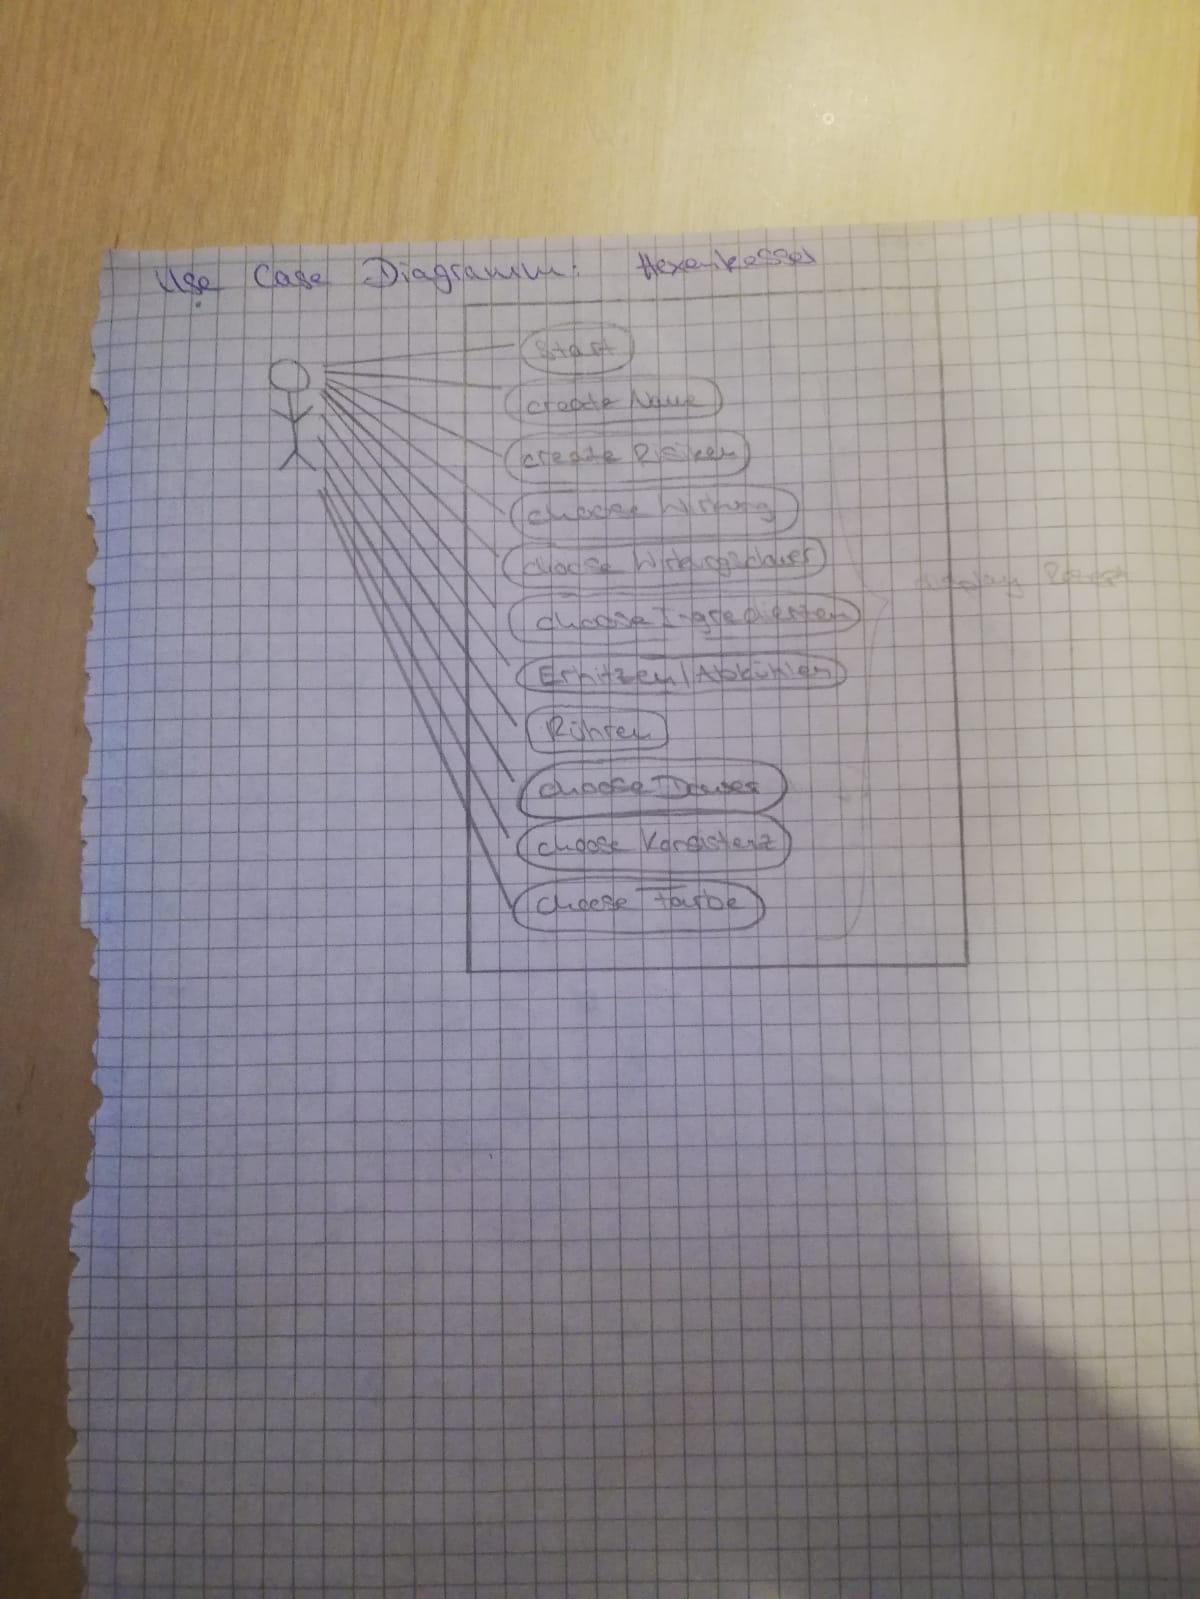 Use Case Diagramm: Hexenkessel
Start
create Name
create Risiken
choose Wirkung
choose Wirkungsdauer
choose Ingredienten
display
Erhitzen/Abkühlen
Rühren
choose Dauer
choose Konsistenz
choose Farbe